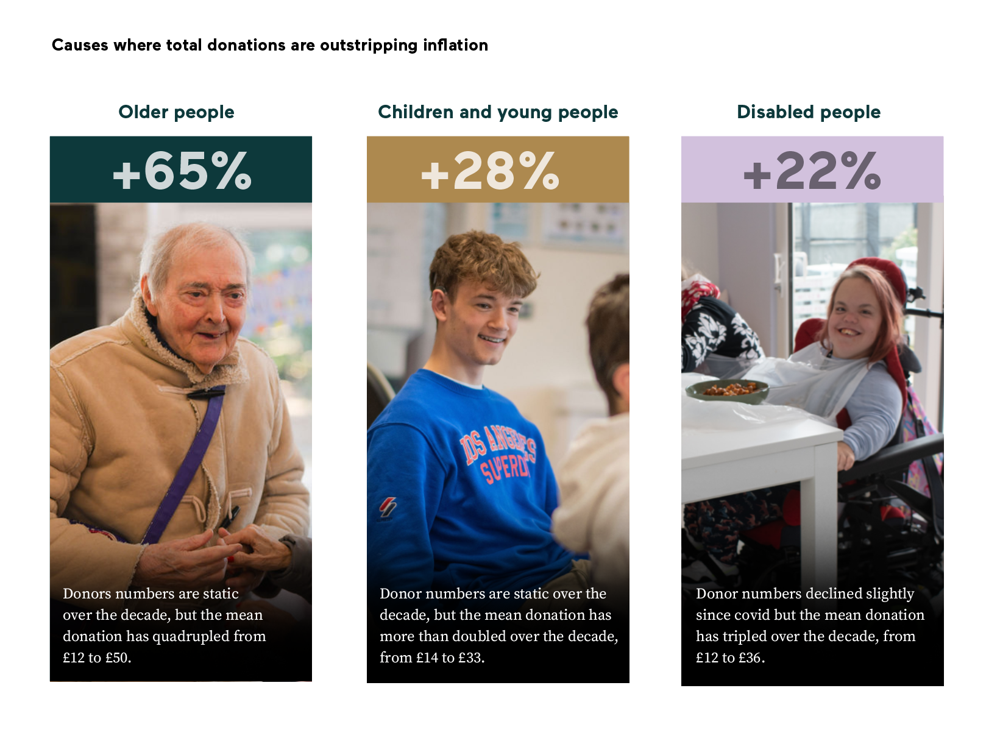 Causes where total donations are outstripping inflation
Older people
+65%
Donors numbers are static
over the decade, but the mean
donation has quadrupled from
£12 to £50.
Children and young people
+28%
LOS ANGELES
Donor numbers are static over the
decade, but the mean donation has
more than doubled over the decade,
from £14 to £33.
Disabled people
+22%
Donor numbers declined slightly
since covid but the mean donation
has tripled over the decade, from
£12 to £36.